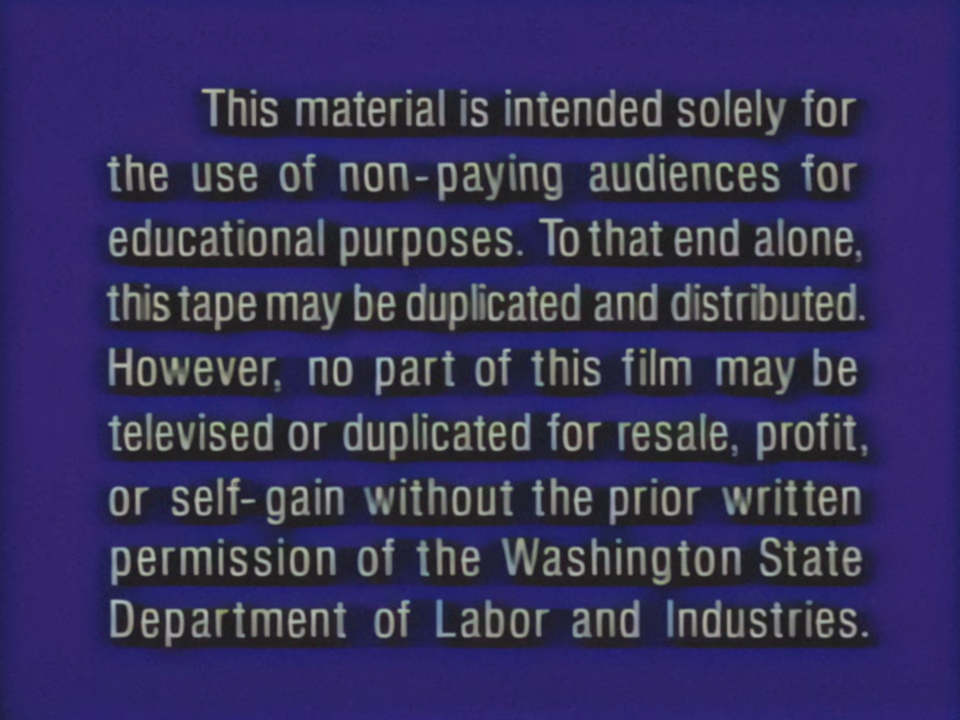 This material is intended solely for
the use of non-paying audiences for
educational purposes. To that end alone,
this tape may be duplicated and distributed.
However, no part of this film may be
televised or duplicated for resale, profit,
or self-gain without the prior written
permission of the Washington State
Department of Labor and Industries.